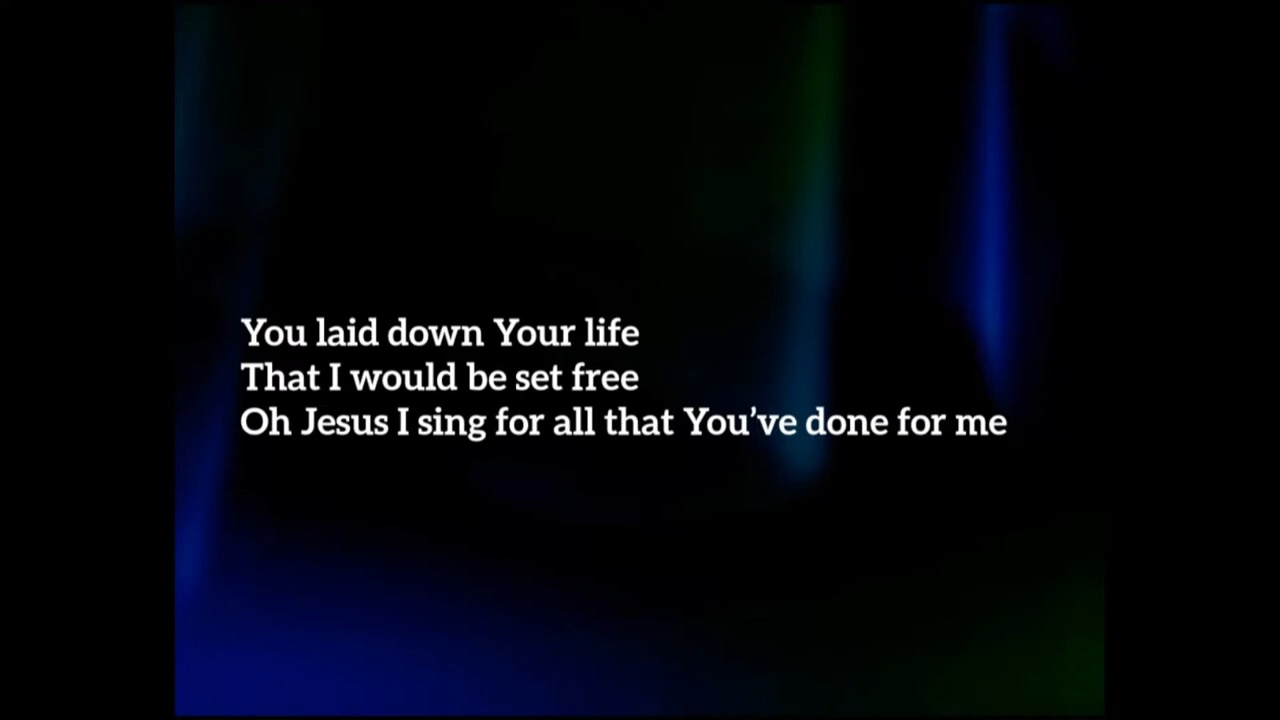 You laid down Your life
That I would be set free
Oh Jesus I sing for all that You’ve done for me